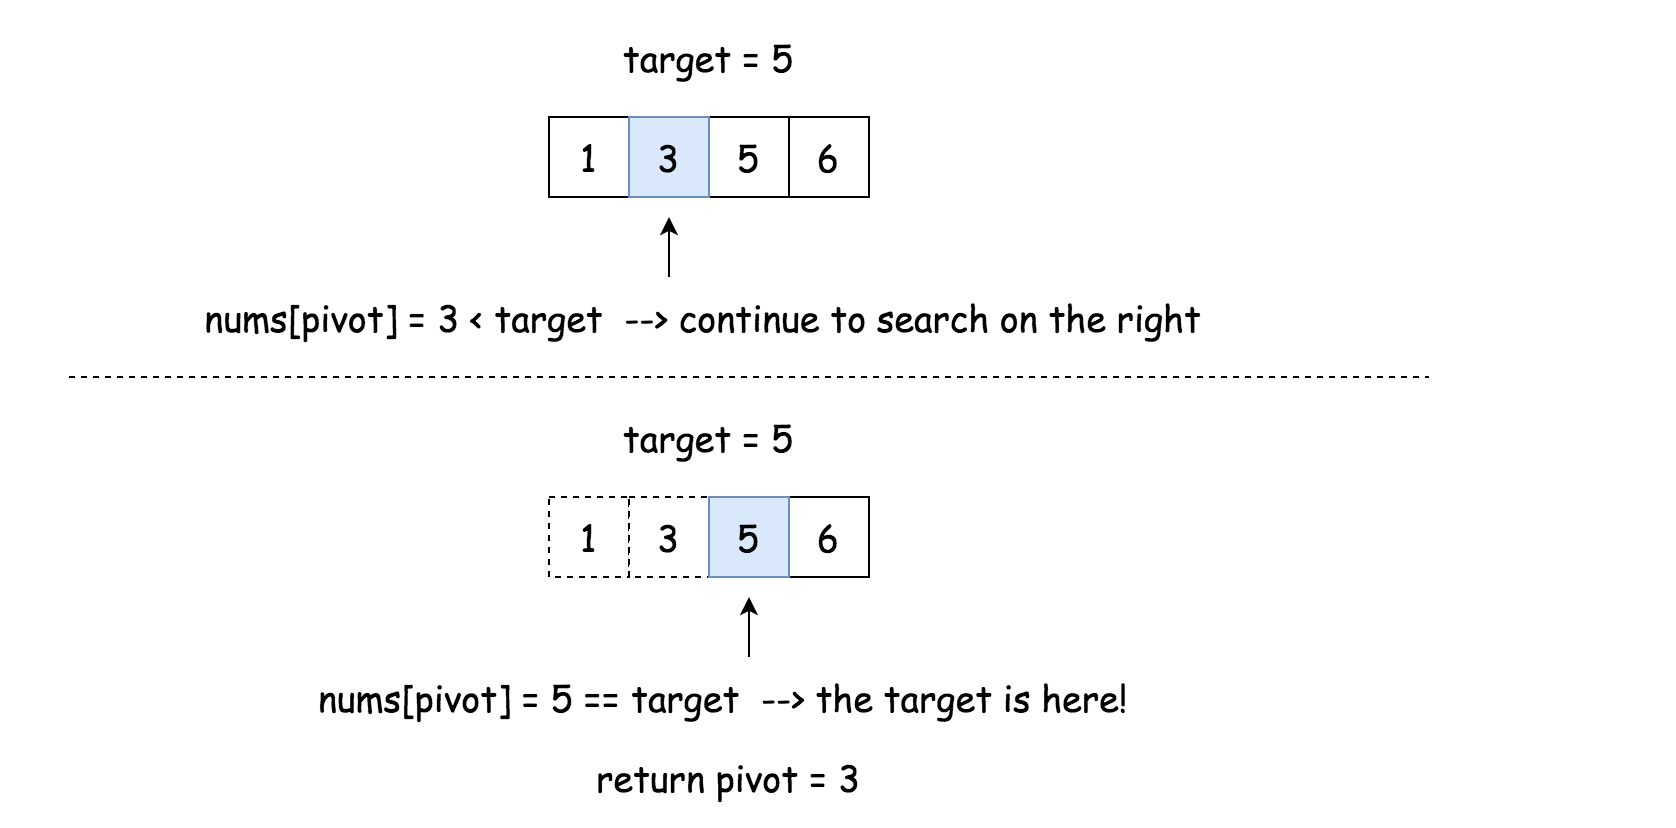 target = 5
1 3 5 6
nums[pivot] = 3 < target --> continue to search on the right
target = 5
1 3 5 6
nums[pivot] = 5 == target --> the target is here!
return pivot = 3